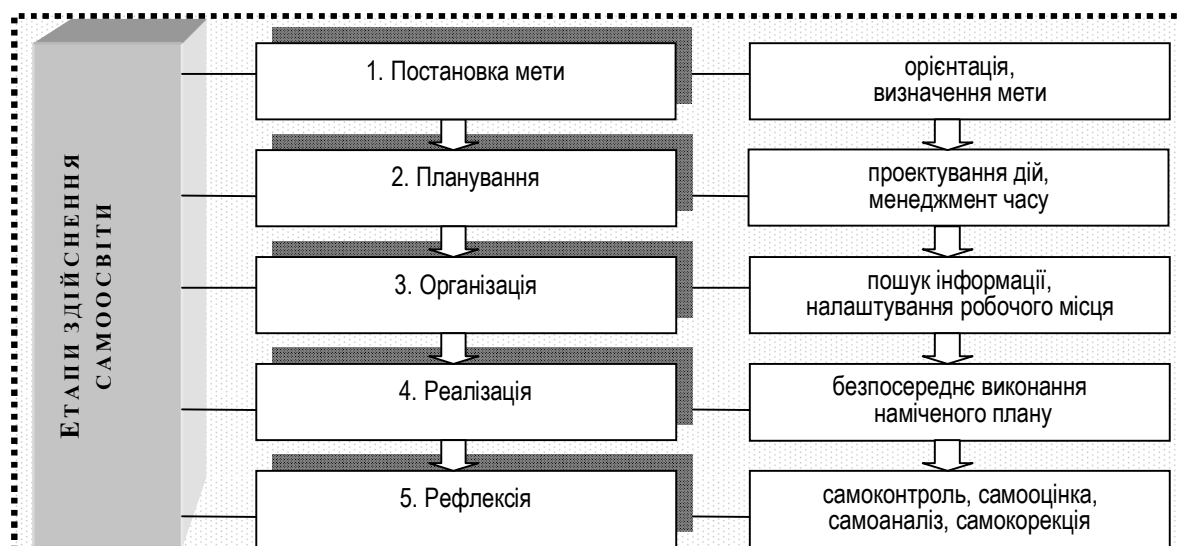 ЕТАПИ ЗДІЙСНЕННЯ
САМООСВІТИ
1. Постановка мети
орієнтація,
визначення мети
2. Планування
проектування дій,
менеджмент часу
3. Організація
пошук інформації,
налаштування робочого місця
4. Реалізація
безпосереднє виконання
наміченого плану
5. Рефлексія
самоконтроль, самооцінка,
самоаналіз, самокорекція